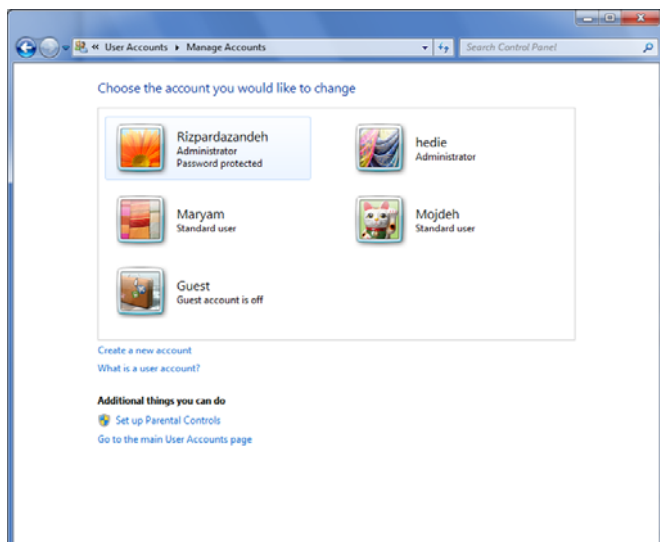 « User Accounts ▸ Manage Accounts
Search Control Panel
Choose the account you would like to change
Rizpardazandeh
Administrator
Password protected
hedie
Administrator
Maryam
Standard user
Mojdeh
Standard user
Guest
Guest account is off
Create a new account
What is a user account?
Additional things you can do
Set up Parental Controls
Go to the main User Accounts page